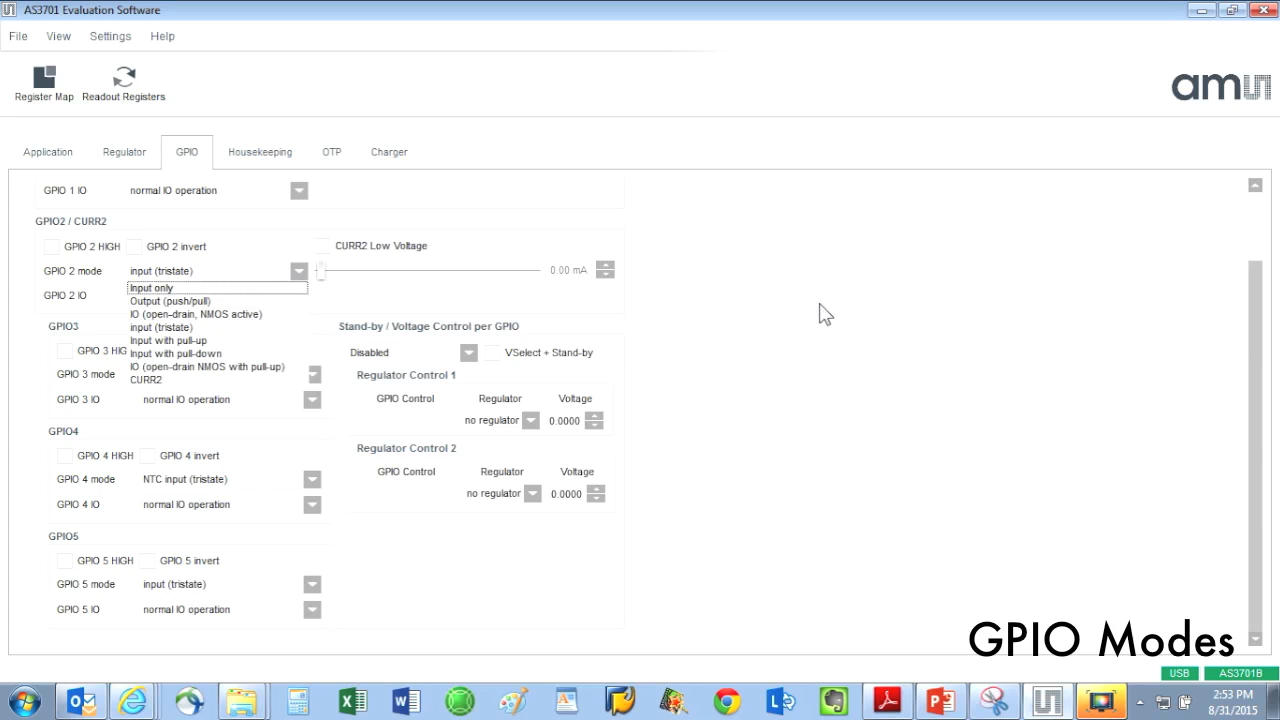 AS3701 Evaluation Software
File View Settings Help
Register Map Readout Registers
amu
Application Regulator GPIO Housekeeping OTP Charger
GPIO 1 IO normal IO operation
GPIO2 / CURR2
GPIO 2 HIGH GPIO 2 invert CURR2 Low Voltage
GPIO 2 mode input (tristate) 0.00 mA
Input only
GPIO 2 IO
Output (push/pull)
IO (open-drain, NMOS active)
GPIO3 input (tristate) Stand-by / Voltage Control per GPIO
Input with pull-up
GPIO 3 HIG Input with pull-down Disabled VSelect + Stand-by
IO (open-drain NMOS with pull-up)
GPIO 3 mode CURR2 Regulator Control 1
GPIO 3 IO normal IO operation GPIO Control Regulator Voltage
no regulator 0.0000
GPIO4 Regulator Control 2
GPIO 4 HIGH GPIO 4 invert
GPIO 4 mode NTC input (tristate) GPIO Control Regulator Voltage
no regulator 0.0000
GPIO 4 IO normal IO operation
GPIO5
GPIO 5 HIGH GPIO 5 invert
GPIO 5 mode input (tristate)
GPIO 5 IO normal IO operation
GPIO Modes
USB AS3701B
2:53 PM
8/31/2015